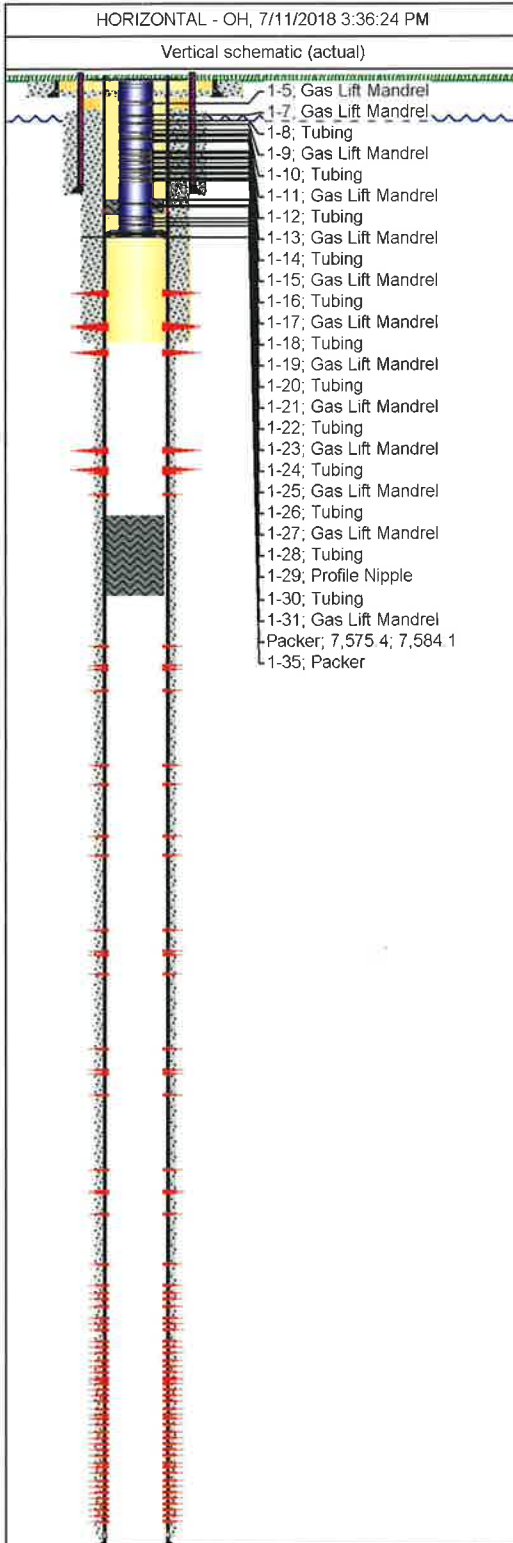 HORIZONTAL - OH, 7/11/2018 3:36:24 PM
Vertical schematic (actual)
1-5; Gas Lift Mandrel
1-7; Gas Lift Mandrel
1-8; Tubing
1-9; Gas Lift Mandrel
1-10; Tubing
1-11; Gas Lift Mandrel
1-12; Tubing
1-13; Gas Lift Mandrel
1-14; Tubing
1-15; Gas Lift Mandrel
1-16; Tubing
1-17; Gas Lift Mandrel
1-18; Tubing
1-19; Gas Lift Mandrel
1-20; Tubing
1-21; Gas Lift Mandrel
1-22; Tubing
1-23; Gas Lift Mandrel
1-24; Tubing
1-25; Gas Lift Mandrel
1-26; Tubing
1-27; Gas Lift Mandrel
1-28; Tubing
1-29; Profile Nipple
1-30; Tubing
1-31; Gas Lift Mandrel
Packer; 7,575.4; 7,584.1
1-35; Packer